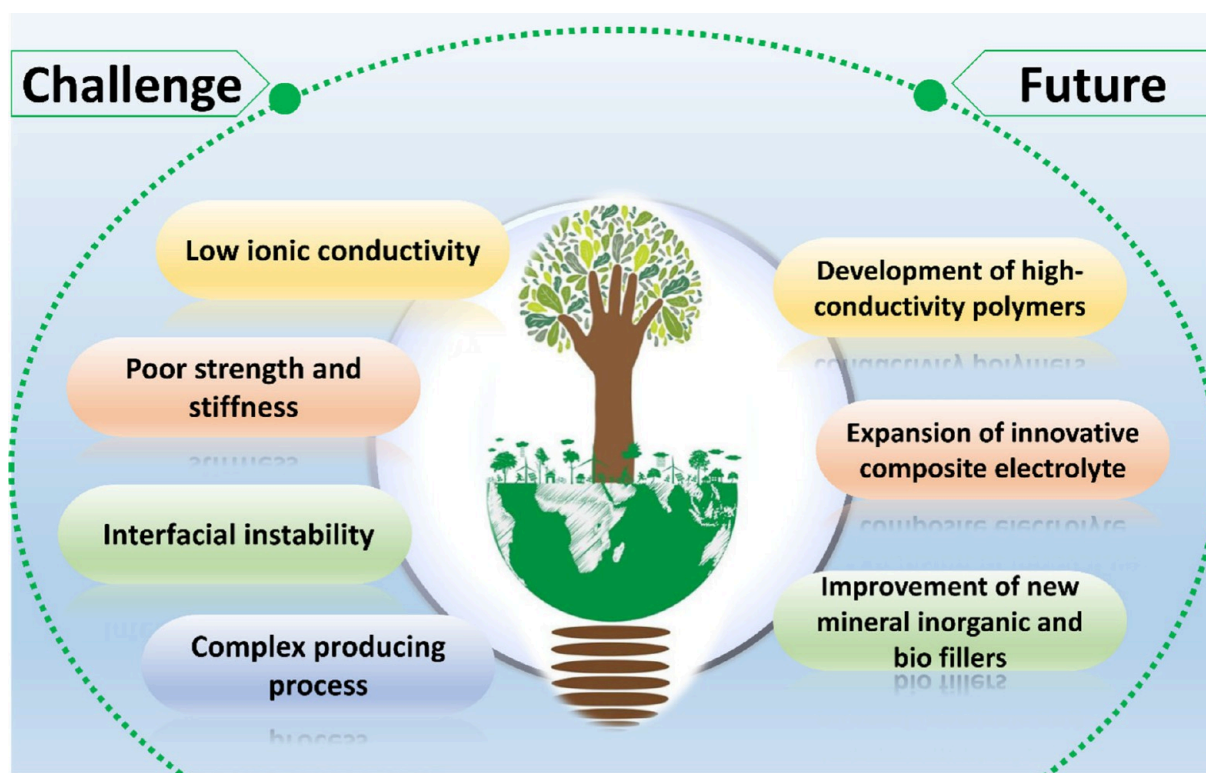 Challenge
Future
Low ionic conductivity
Poor strength and
stiffness
Interfacial instability
Complex producing
process
Development of high-
conductivity polymers
Expansion of innovative
composite electrolyte
Improvement of new
mineral inorganic and
bio fillers